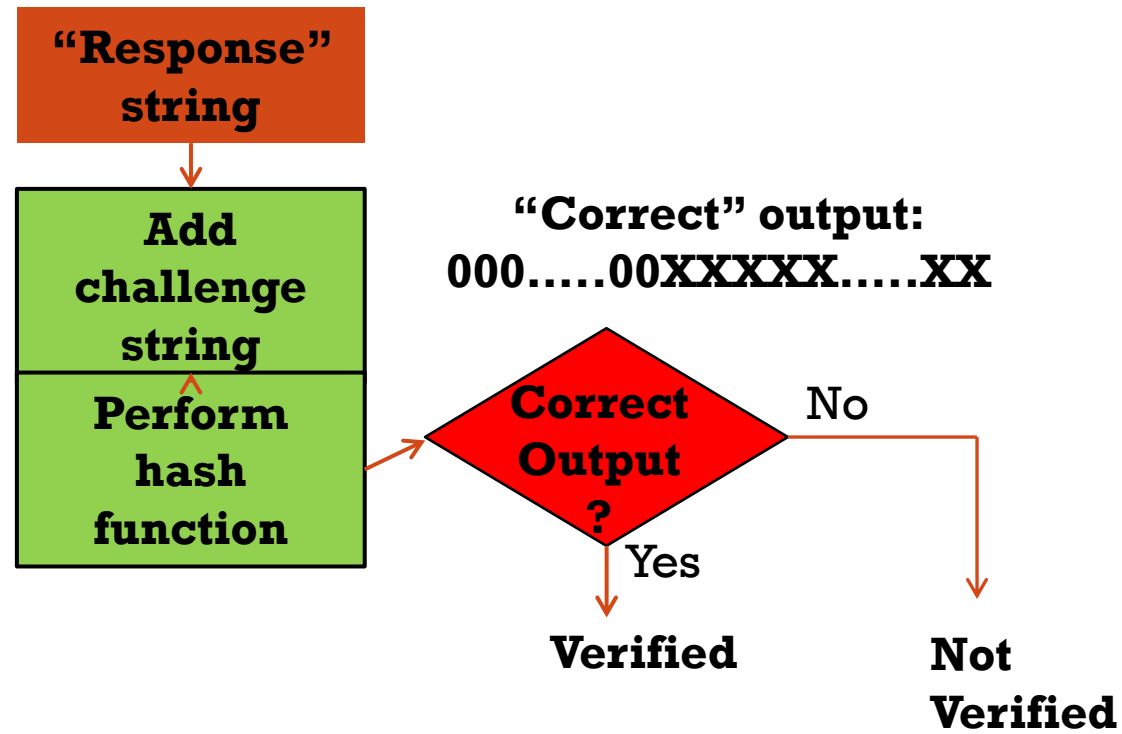 “Response”
string
Add
challenge
string
Perform
hash
function
“Correct” output:
000.....00XXXXX.....XX
Correct
Output
?
No
Yes
Verified
Not
Verified